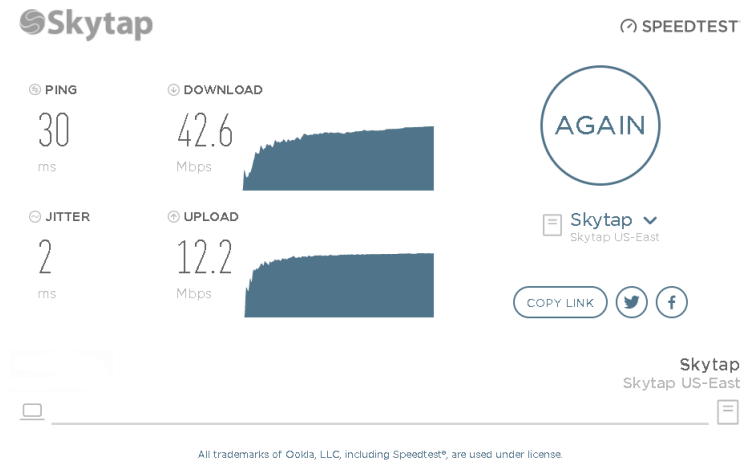 Skytap
SPEEDTEST
PING
30
ms
DOWNLOAD
42.6
Mbps
AGAIN
JITTER
2
ms
UPLOAD
12.2
Mbps
Skytap
Skytap US-East
COPY LINK
Skytap
Skytap US-East
All trademarks of Ookla, LLC, including Speedtest®, are used under license.